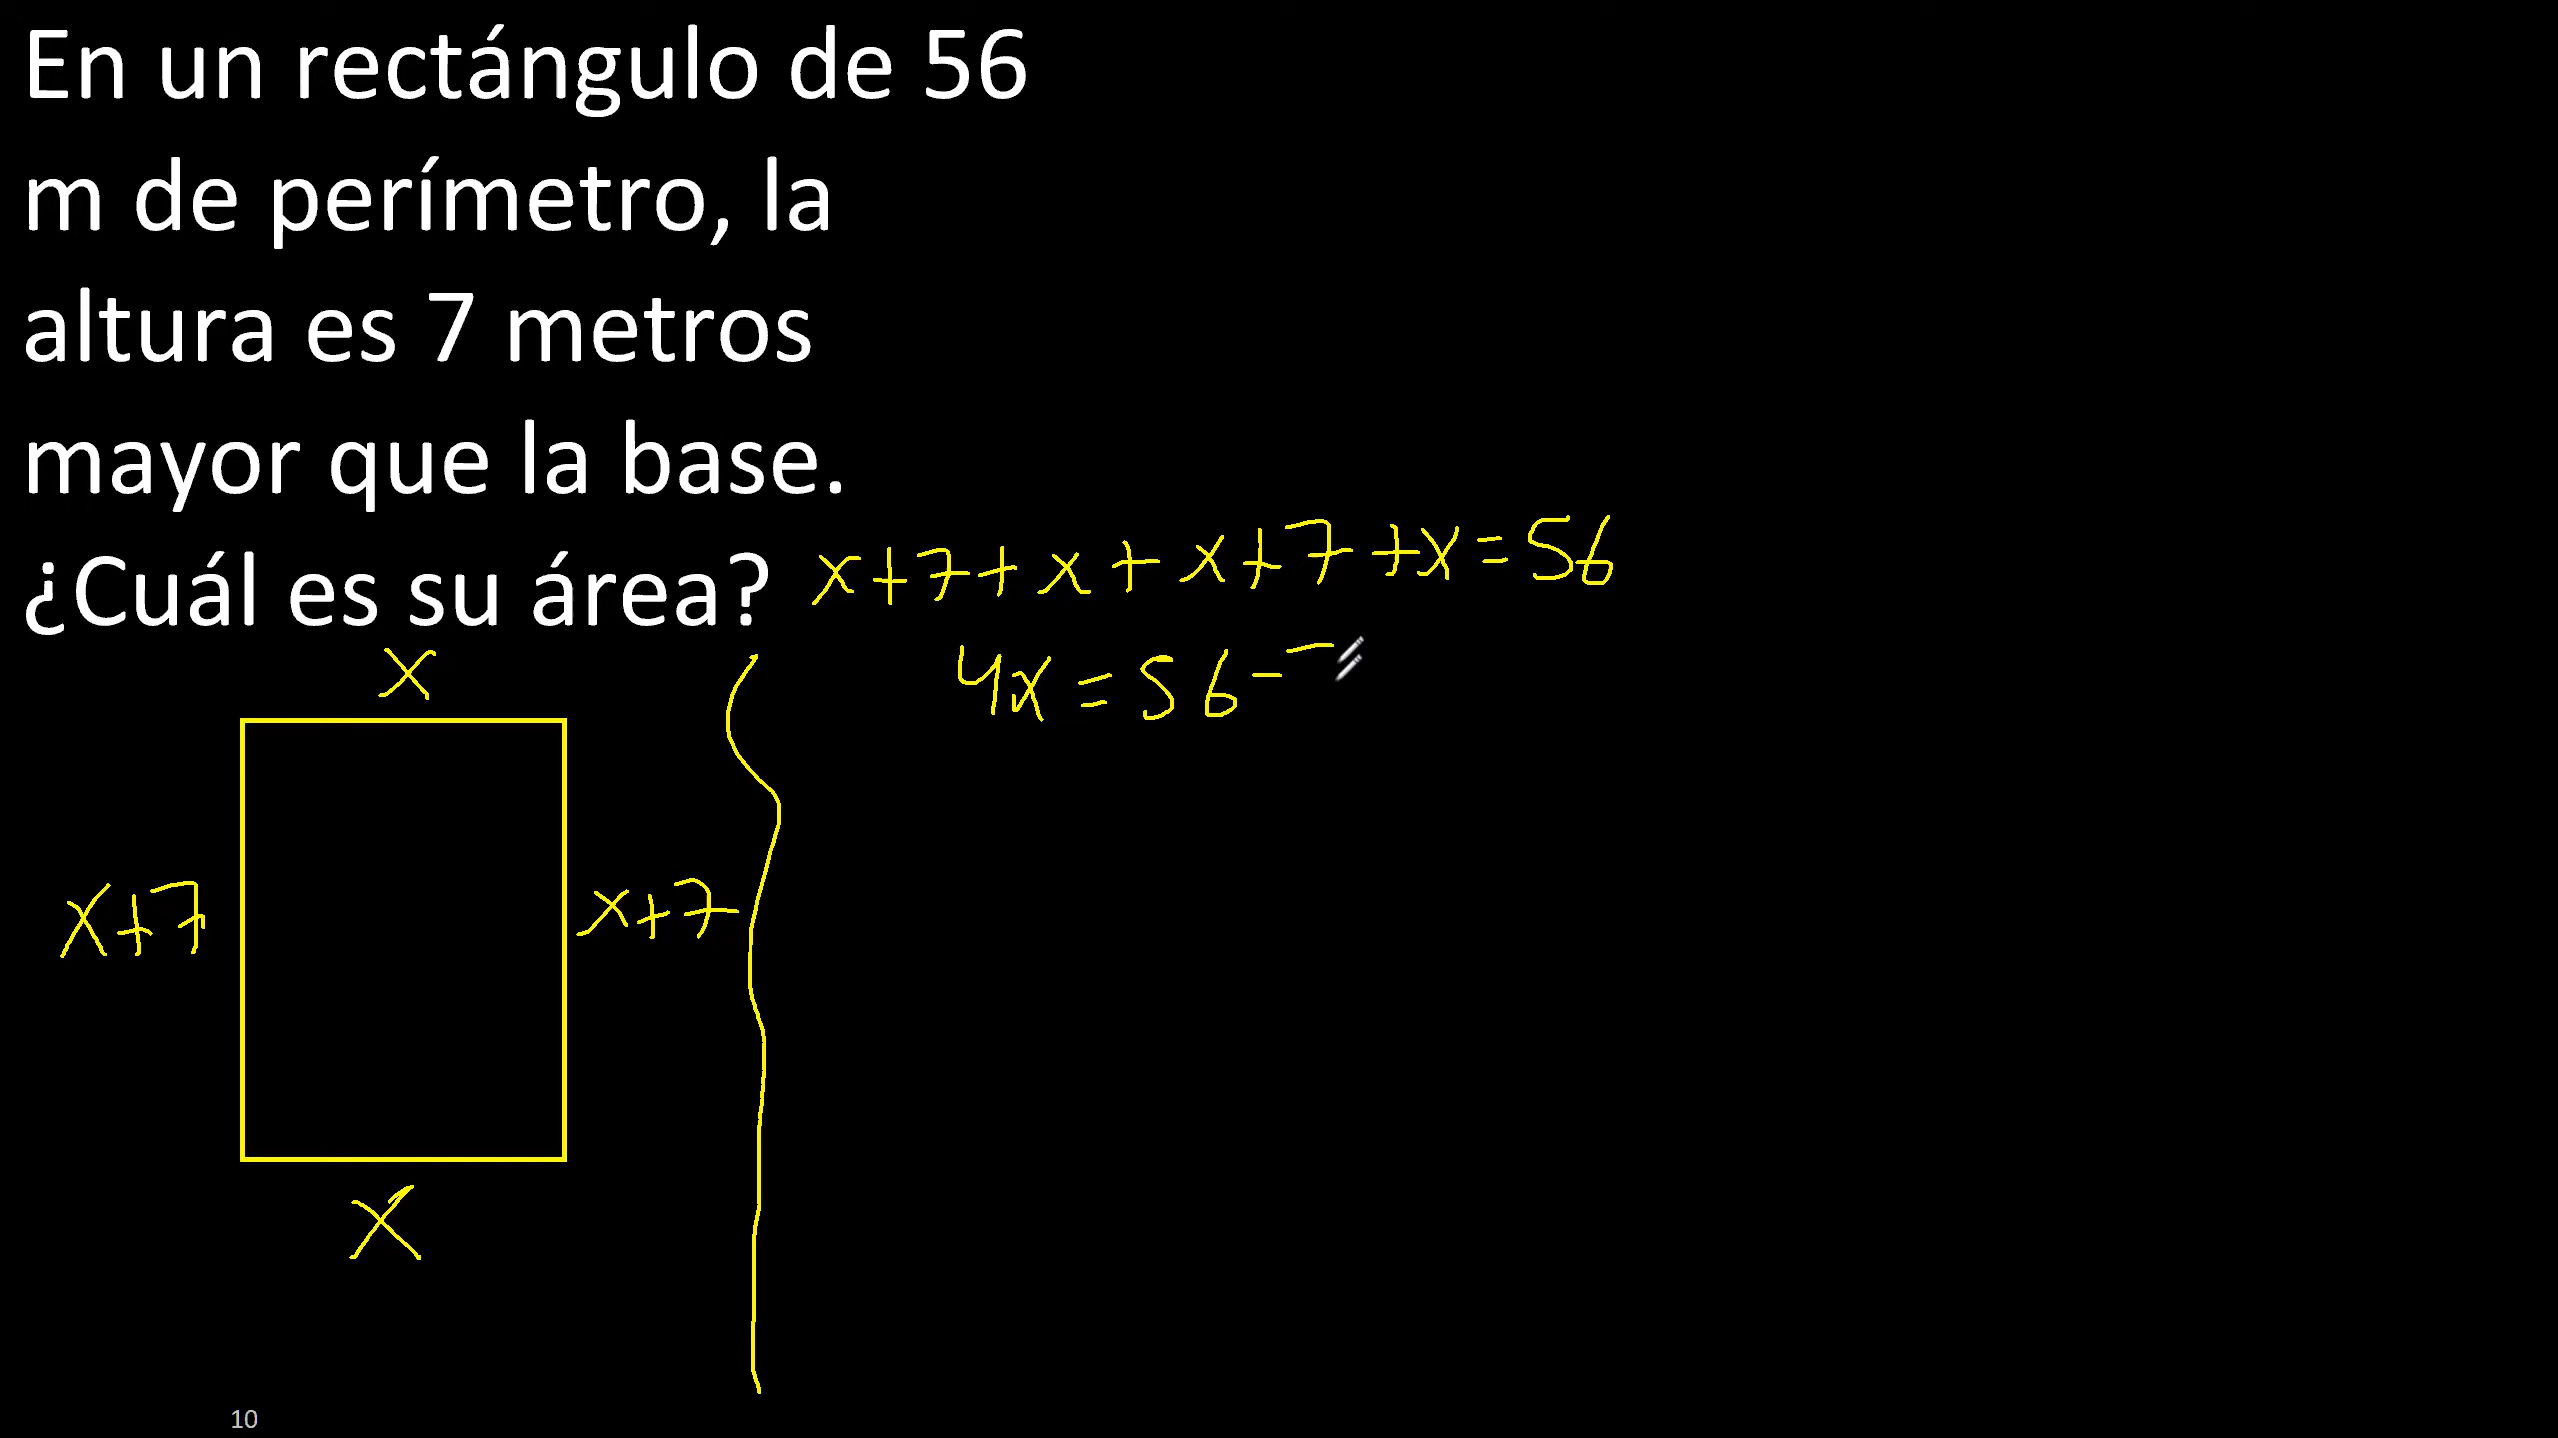 En un rectángulo de 56
m de perímetro, la
altura es 7 metros
mayor que la base.
¿Cuál es su área?
x+7+x+x+7+x=56
4x=56-
x
x+7
x+7
x
10